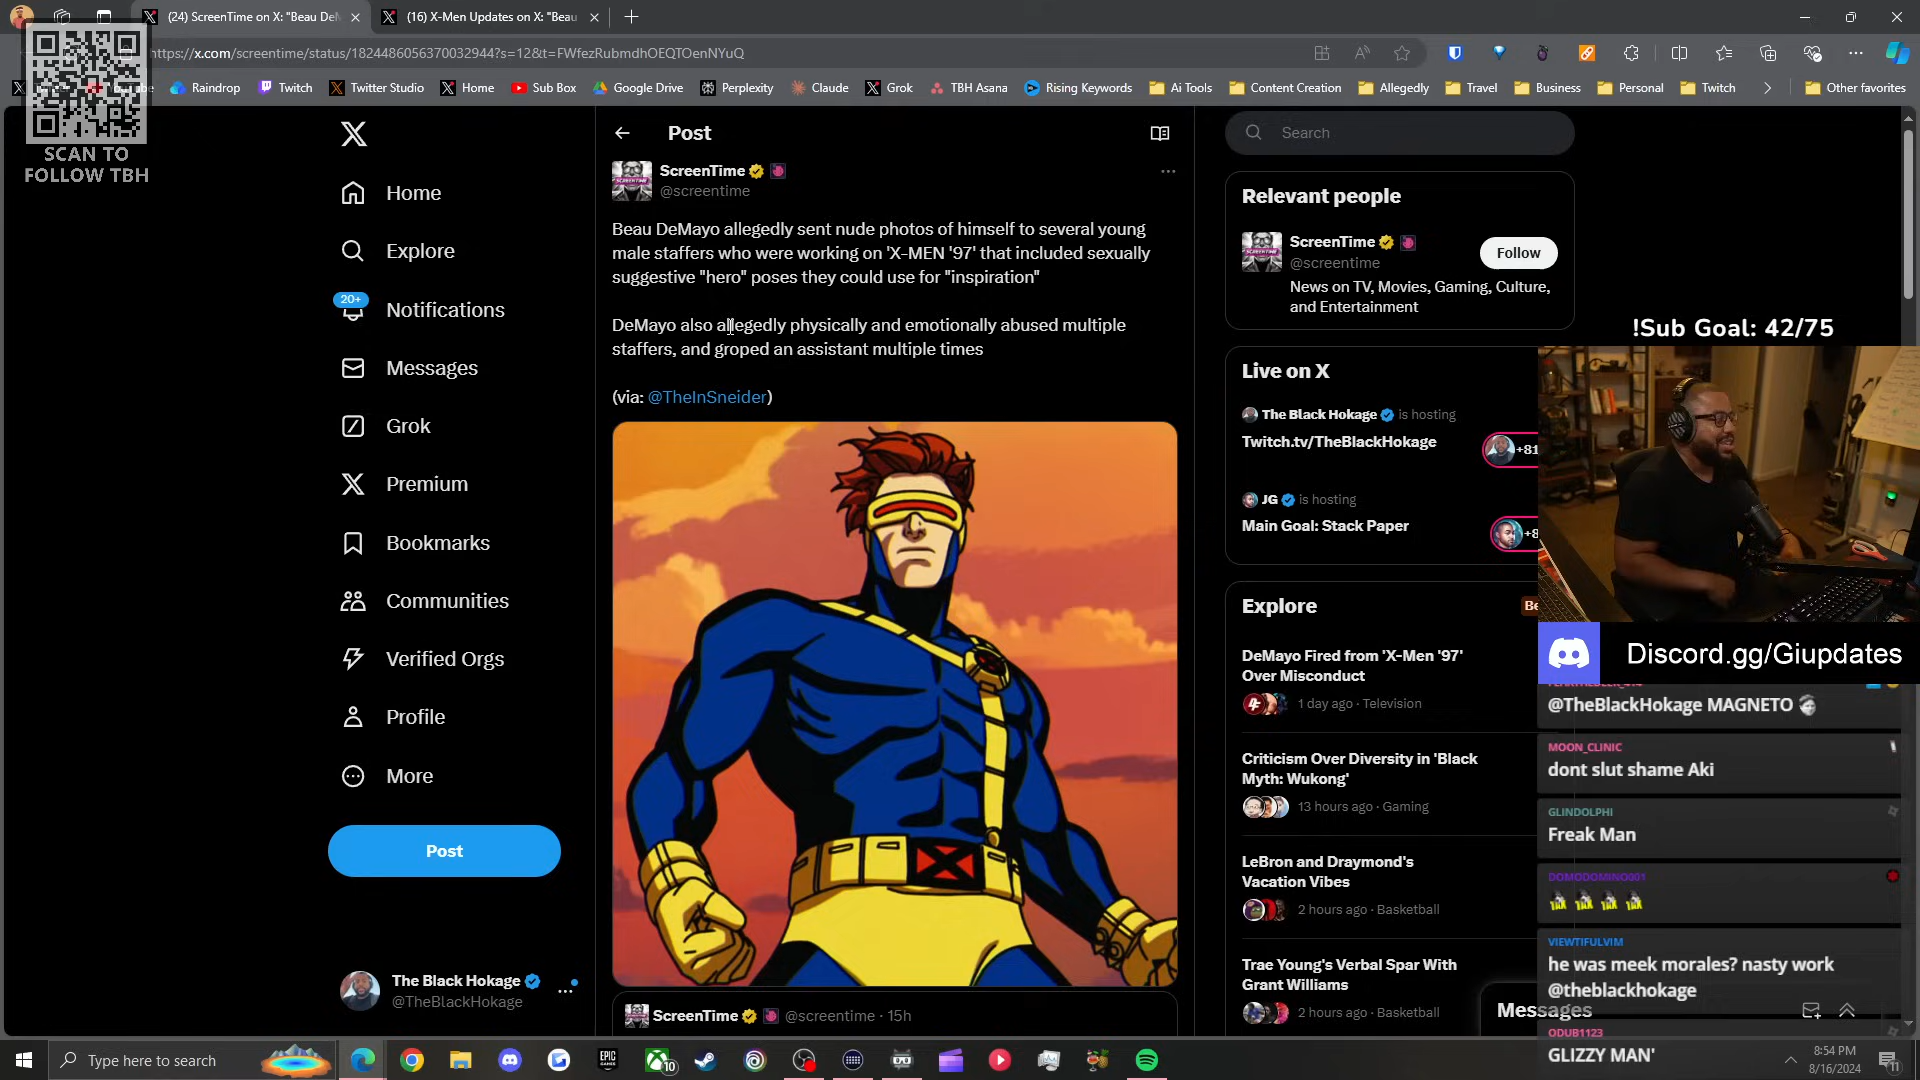 (24) ScreenTime on X: "Beau DeM
(16) X-Men Updates on X: "Beau
https://x.com/screentime/status/1824486056370032944?s=12&t=FWfezRubmdhOEQTOenNYuQ
Raindrop
Twitch
Twitter Studio
Home
Sub Box
Google Drive
Perplexity
Claude
Grok
TBH Asana
Rising Keywords
Ai Tools
Content Creation
Allegedly
Travel
Business
Personal
Twitch
Other favorites
SCAN TO
FOLLOW TBH
Home
Explore
20+
Notifications
Messages
Grok
Premium
Bookmarks
Communities
Verified Orgs
Profile
More
Post
The Black Hokage
@TheBlackHokage
Post
ScreenTime
@screentime
Beau DeMayo allegedly sent nude photos of himself to several young
male staffers who were working on 'X-MEN '97' that included sexually
suggestive "hero" poses they could use for "inspiration"
DeMayo also allegedly physically and emotionally abused multiple
staffers, and groped an assistant multiple times
(via: @TheInSneider)
ScreenTime @screentime · 15h
Search
Relevant people
ScreenTime
@screentime
Follow
News on TV, Movies, Gaming, Culture,
and Entertainment
Live on X
The Black Hokage is hosting
Twitch.tv/TheBlackHokage
+81
JG is hosting
Main Goal: Stack Paper
+8
Explore
Be
DeMayo Fired from 'X-Men '97'
Over Misconduct
1 day ago · Television
Criticism Over Diversity in 'Black
Myth: Wukong'
13 hours ago · Gaming
LeBron and Draymond's
Vacation Vibes
2 hours ago · Basketball
Trae Young's Verbal Spar With
Grant Williams
2 hours ago · Basketball
Messages
!Sub Goal: 42/75
Discord.gg/Giupdates
@TheBlackHokage MAGNETO
MOON_CLINIC
dont slut shame Aki
GLINDOLPHI
Freak Man
DOMODOMINO001
VIEWTIFULVIM
he was meek morales? nasty work
@theblackhokage
ODUB1123
GLIZZY MAN'
Type here to search
EPIC
GAMES
10
8:54 PM
8/16/2024
11